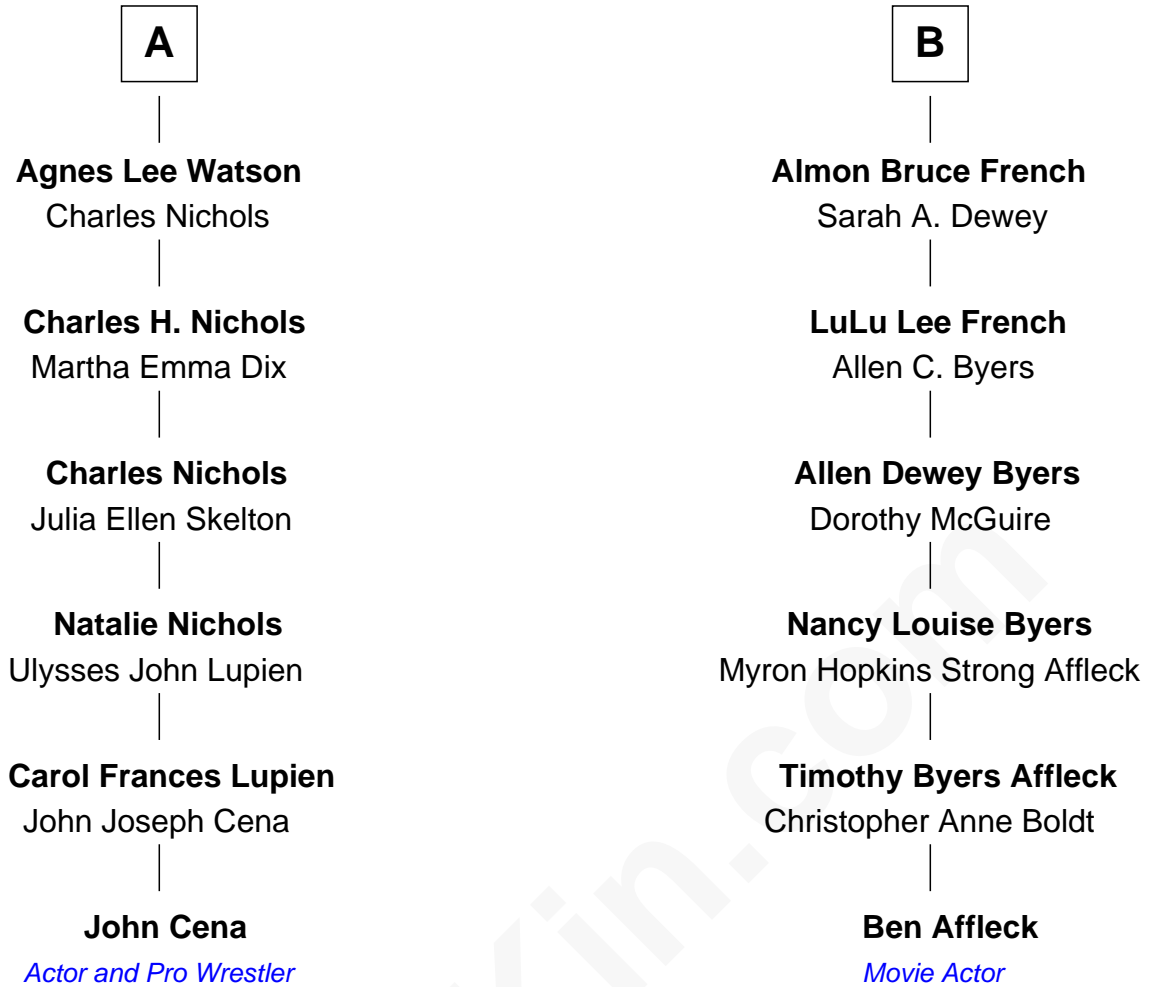 A
Agnes Lee Watson
Charles Nichols
Charles H. Nichols
Martha Emma Dix
Charles Nichols
Julia Ellen Skelton
Natalie Nichols
Ulysses John Lupien
Carol Frances Lupien
John Joseph Cena
John Cena
Actor and Pro Wrestler
B
Almon Bruce French
Sarah A. Dewey
LuLu Lee French
Allen C. Byers
Allen Dewey Byers
Dorothy McGuire
Nancy Louise Byers
Myron Hopkins Strong Affleck
Timothy Byers Affleck
Christopher Anne Boldt
Ben Affleck
Movie Actor